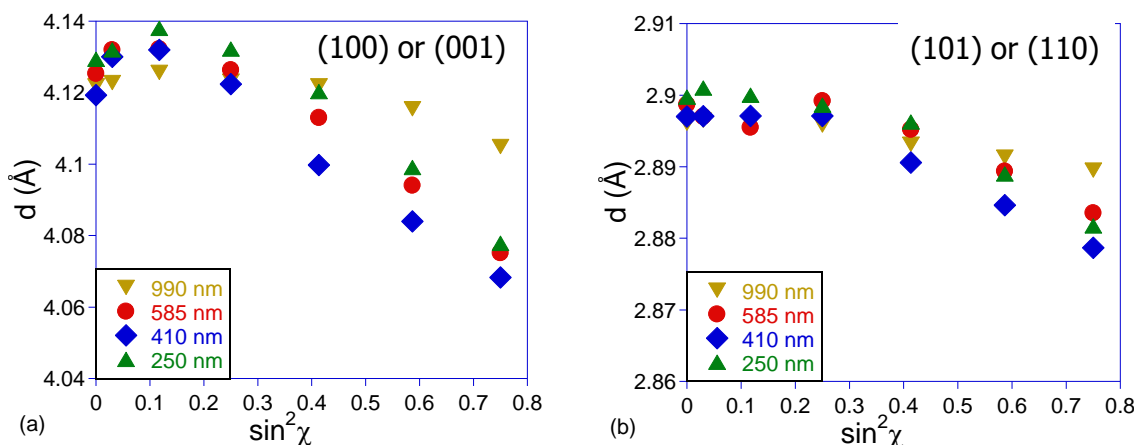 4.14
4.12
4.1
4.08
4.06
4.04
d (Å)
(100) or (001)
990 nm
585 nm
410 nm
250 nm
0 0.1 0.2 0.3 0.4 0.5 0.6 0.7 0.8
sin²χ
(a)
2.91
2.9
2.89
2.88
2.87
2.86
d (Å)
(101) or (110)
990 nm
585 nm
410 nm
250 nm
0 0.1 0.2 0.3 0.4 0.5 0.6 0.7 0.8
sin²χ
(b)